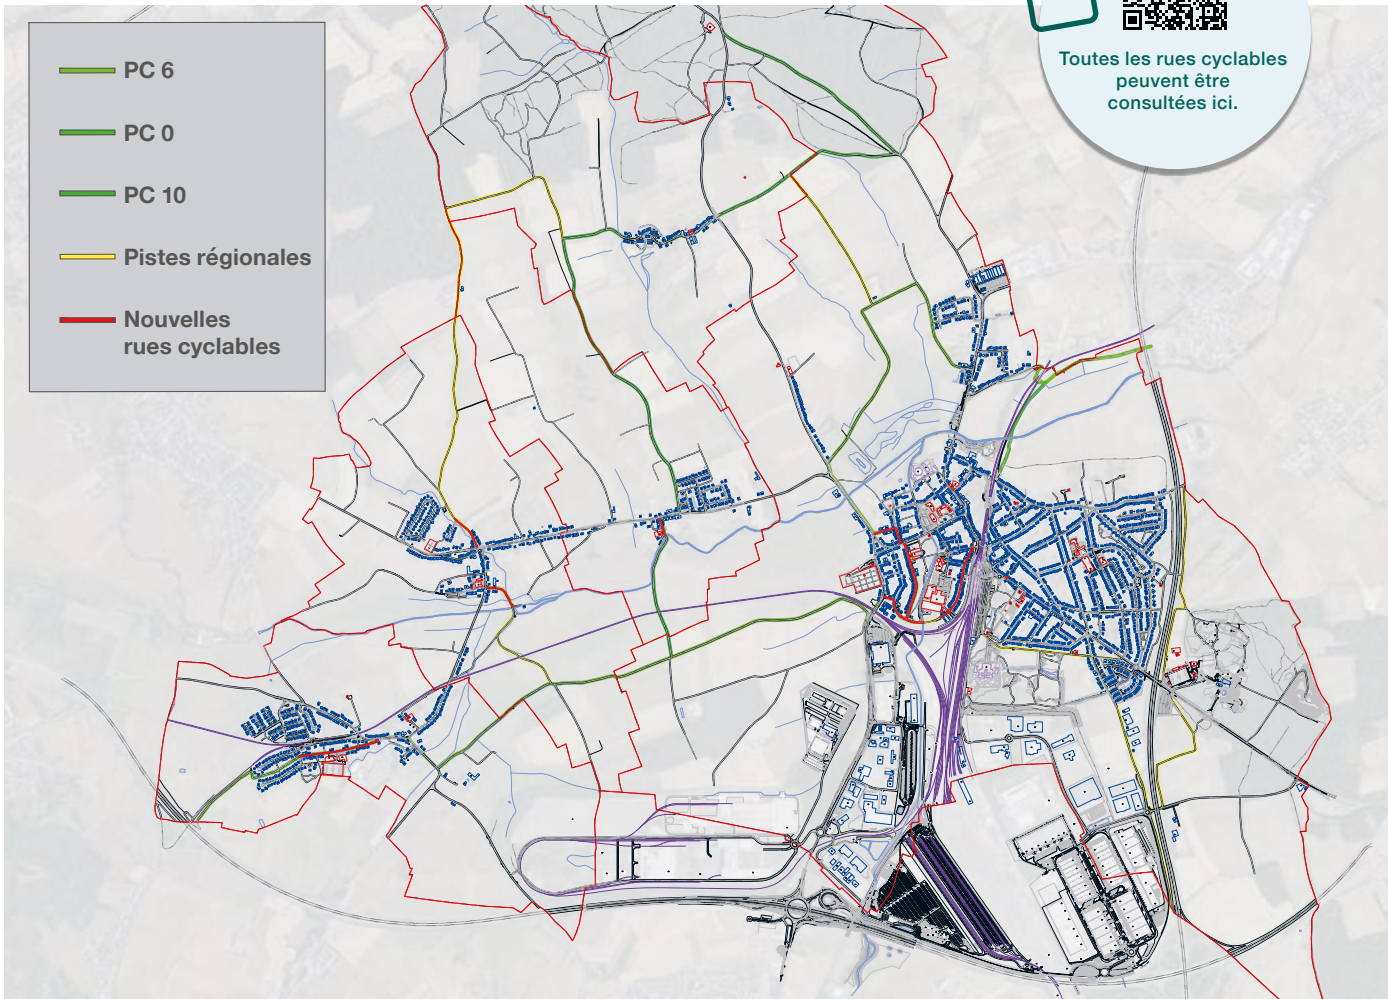 PC 6
PC 0
PC 10
Pistes régionales
Nouvelles
rues cyclables
Toutes les rues cyclables
peuvent être
consultées ici.